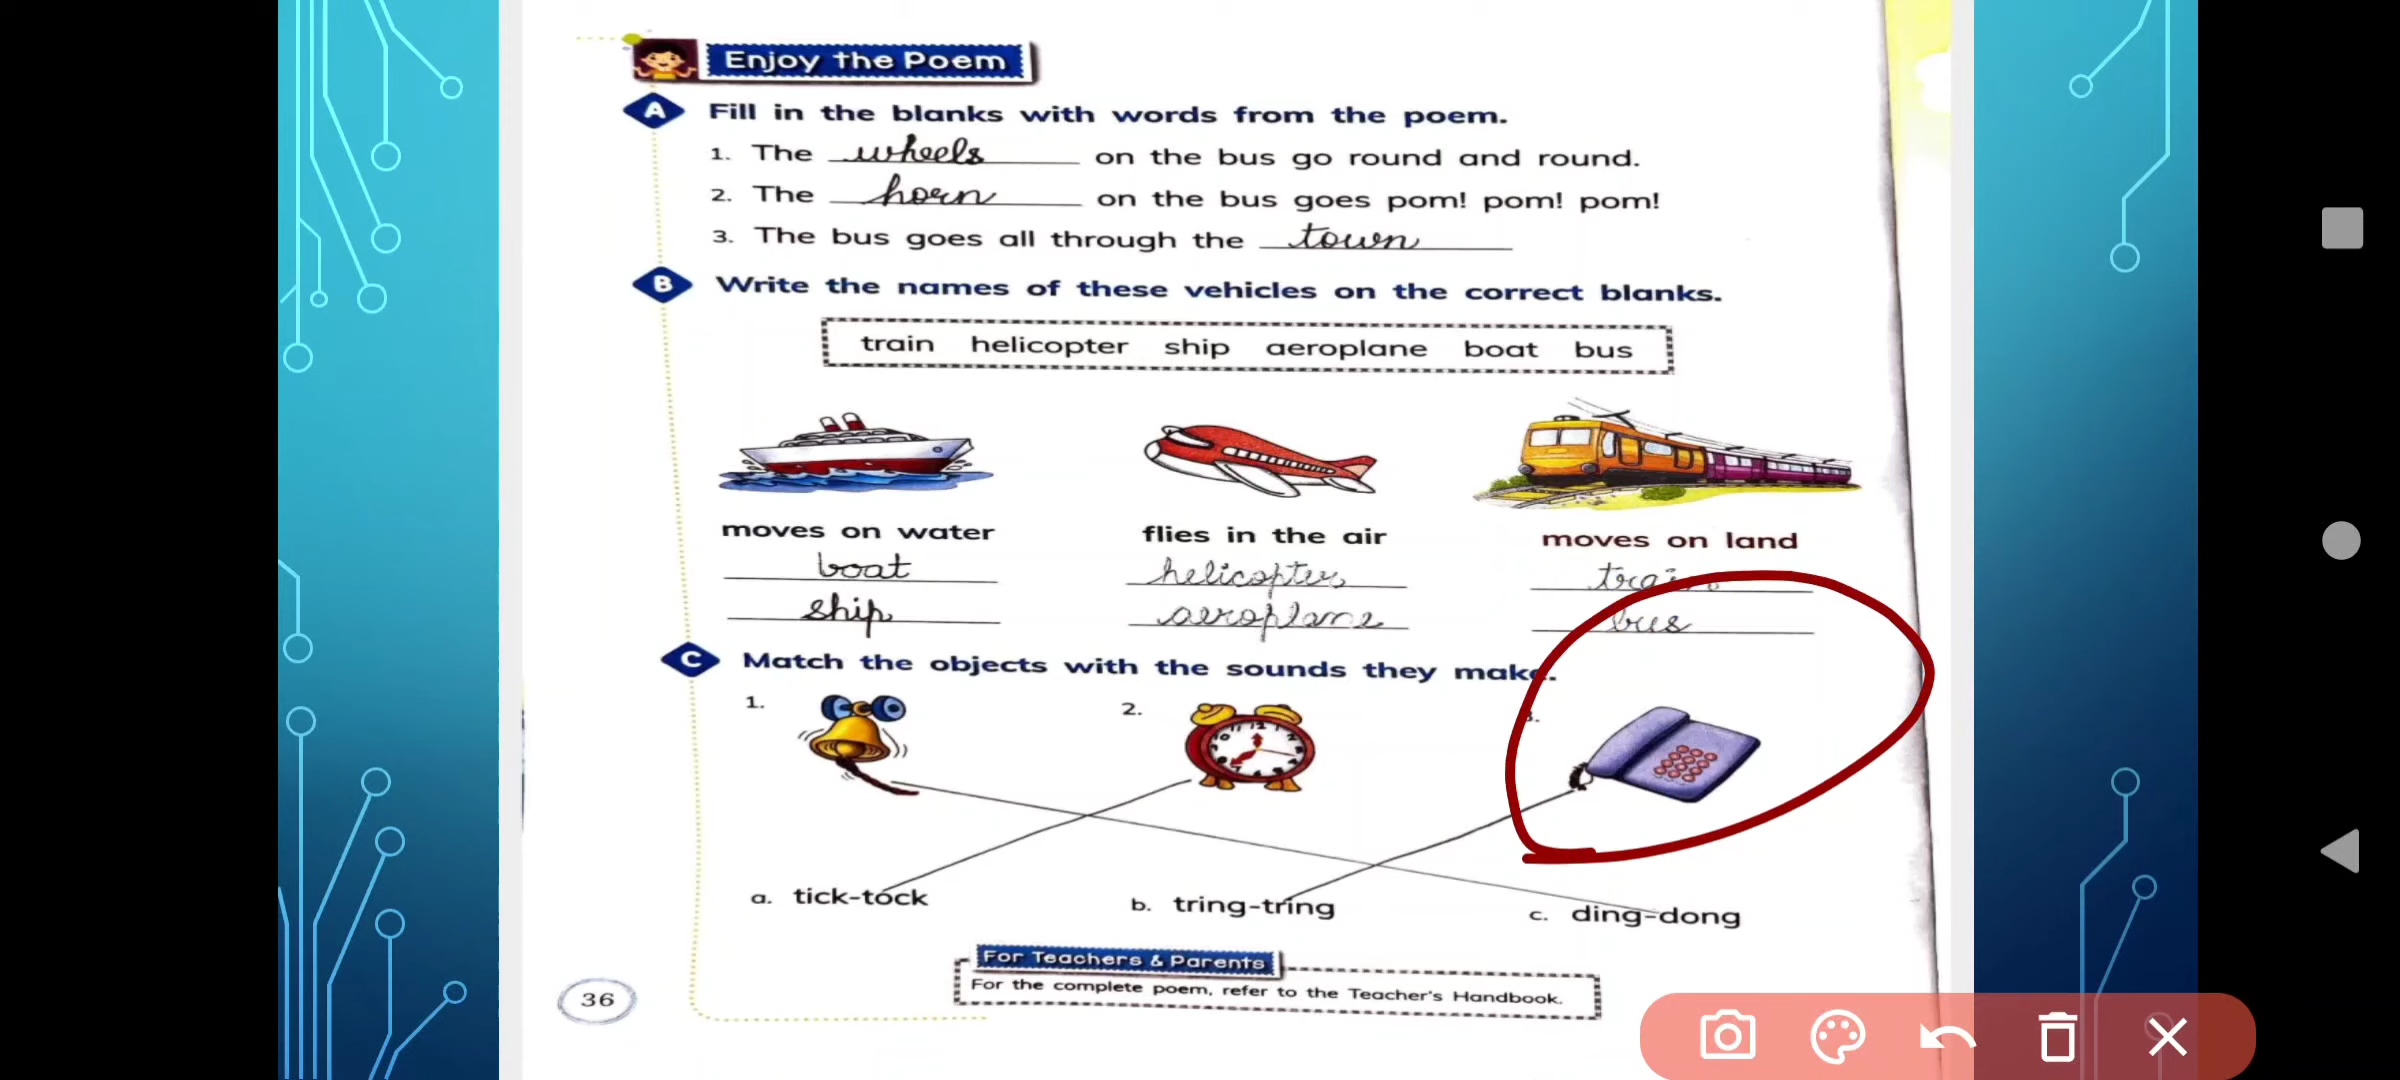 Enjoy the Poem
A Fill in the blanks with words from the poem.
1. The wheels on the bus go round and round.
2. The horn on the bus goes pom! pom! pom!
3. The bus goes all through the town
B Write the names of these vehicles on the correct blanks.
train helicopter ship aeroplane boat bus
moves on water flies in the air moves on land
boat helicopter train
ship aeroplane bus
C Match the objects with the sounds they make.
1. 2. 3.
a. tick-tock b. tring-tring c. ding-dong
For Teachers & Parents
For the complete poem, refer to the Teacher's Handbook.
36